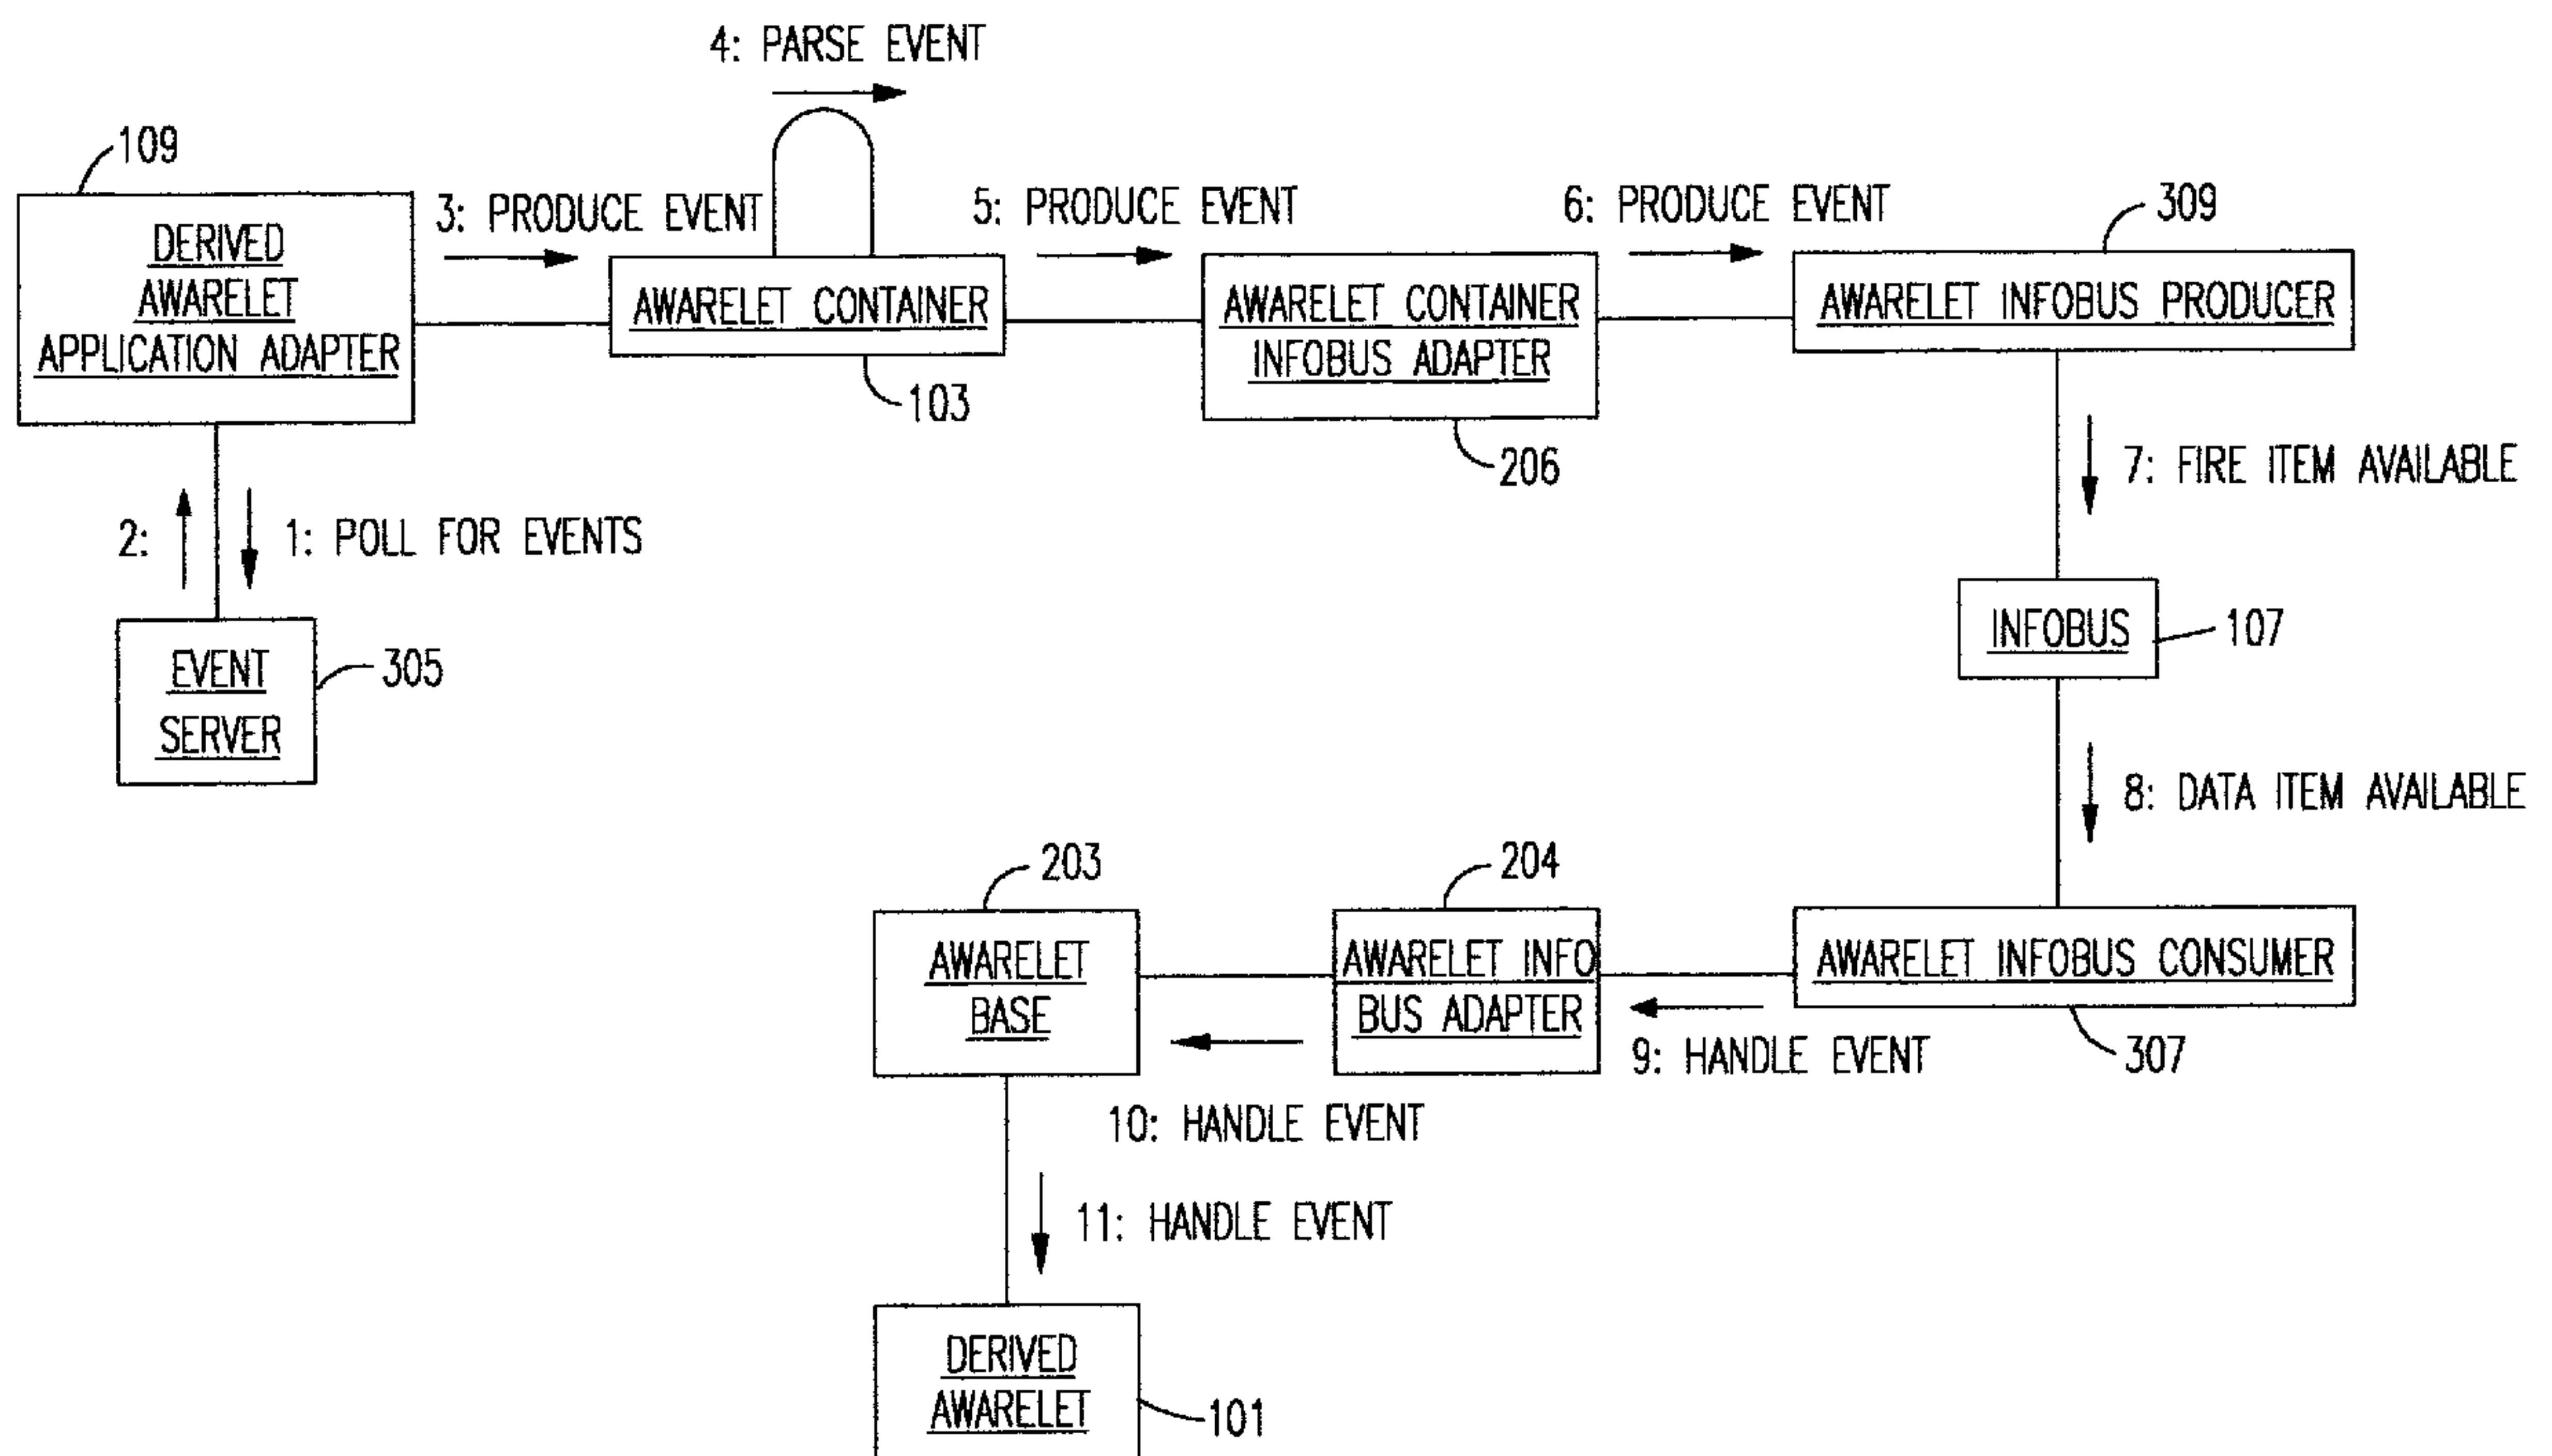 4: PARSE EVENT
109
3: PRODUCE EVENT
5: PRODUCE EVENT
6: PRODUCE EVENT
309
DERIVED
AWARELET
APPLICATION ADAPTER
AWARELET CONTAINER
103
AWARELET CONTAINER
INFOBUS ADAPTER
206
AWARELET INFOBUS PRODUCER
7: FIRE ITEM AVAILABLE
2:
1: POLL FOR EVENTS
EVENT
SERVER
305
INFOBUS
107
8: DATA ITEM AVAILABLE
203
204
AWARELET
BASE
AWARELET INFO
BUS ADAPTER
AWARELET INFOBUS CONSUMER
9: HANDLE EVENT
307
10: HANDLE EVENT
11: HANDLE EVENT
DERIVED
AWARELET
101